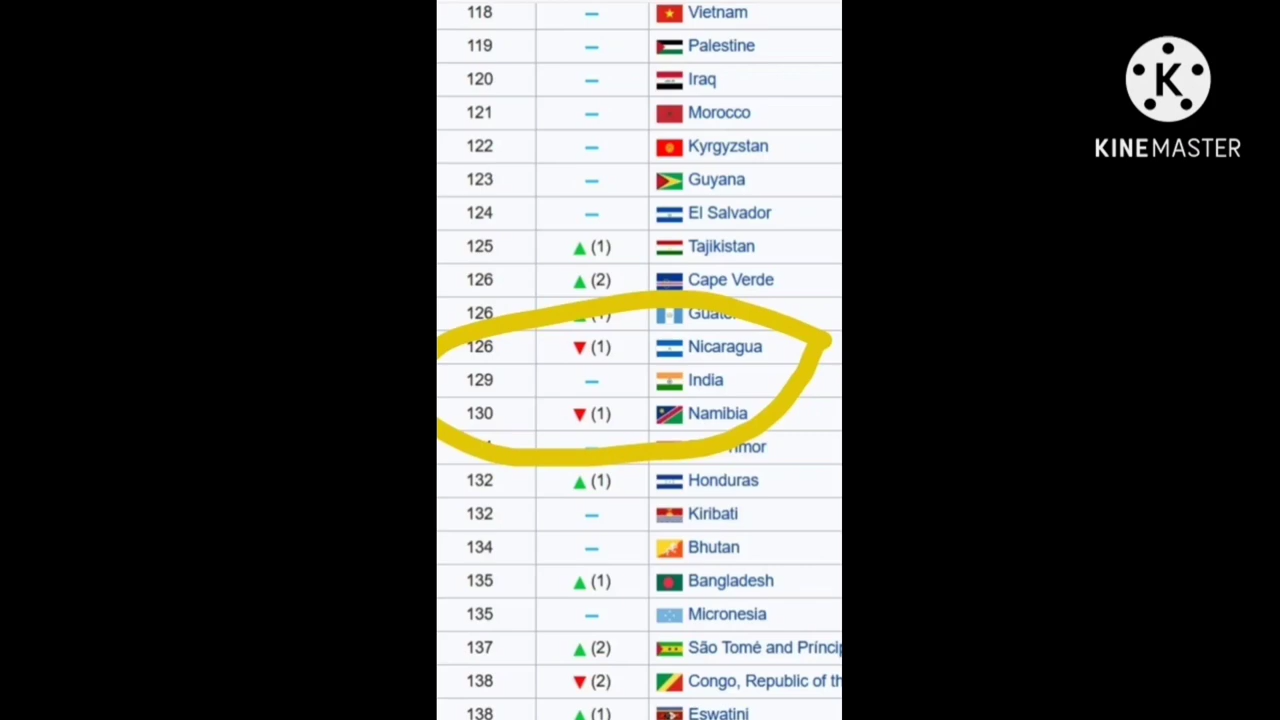 118 – Vietnam
119 – Palestine
120 – Iraq
121 – Morocco
122 – Kyrgyzstan
123 – Guyana
124 – El Salvador
125 ▲ (1) Tajikistan
126 ▲ (2) Cape Verde
126 ▲ (1)
126 ▼ (1) Nicaragua
129 – India
130 ▼ (1) Namibia
132 ▲ (1) Honduras
132 – Kiribati
134 – Bhutan
135 ▲ (1) Bangladesh
135 – Micronesia
137 ▲ (2) São Tomé and Prínci
138 ▼ (2) Congo, Republic of th
138 ▲ (1) Eswatini
K
KINEMASTER